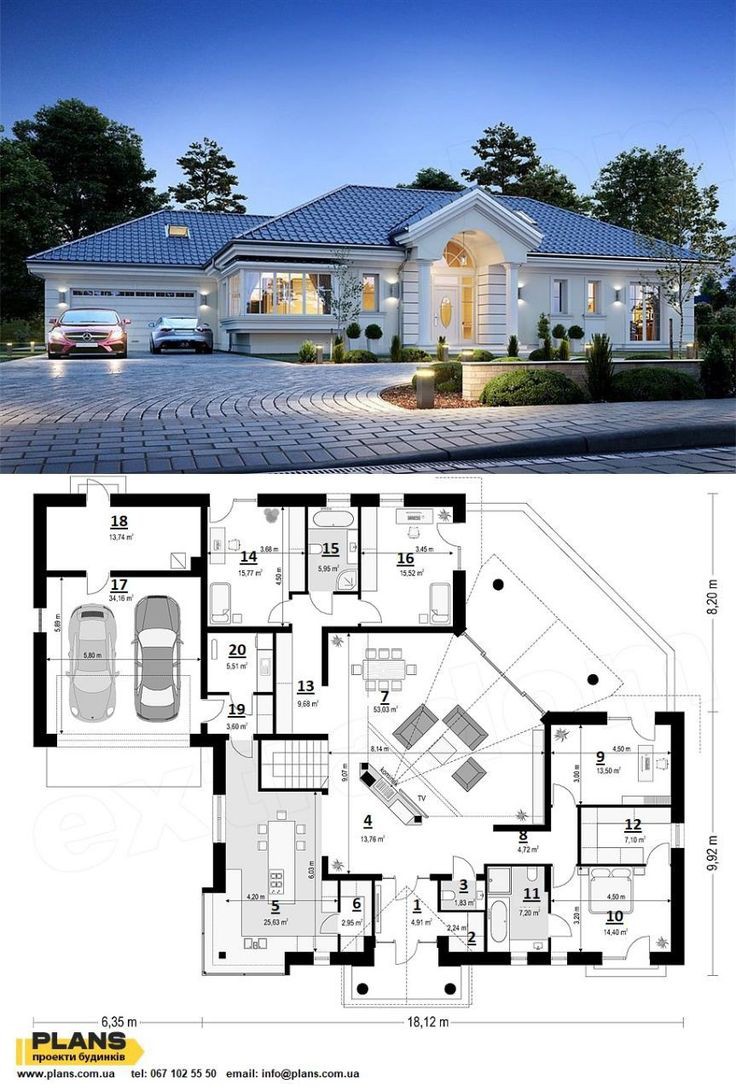 18
13,74 m²
14
3.68 m
4,50 m
15,77 m²
15
5,95 m²
16
3.45 m
15,52 m²
17
34,16 m²
5,89 m
5,80 m
20
5,51 m²
19
3,60 m²
13
9,68 m²
7
53,03 m²
8,14 m
9,07 m
kominek
TV
4
13,76 m²
8
4,72 m²
9
4,50 m
3,00 m
13,50 m²
12
7,10 m²
10
4,50 m
3,20 m
14,40 m²
11
7,20 m²
3
1,83 m²
1
4,91 m²
2
2,24 m²
6
2,95 m²
5
25,63 m²
4,20 m
6,03 m
8,20 m
9,92 m
6,35 m
18,12 m
PLANS
проекти будинків
www.plans.com.ua tel: 067 102 55 50 email: info@plans.com.ua